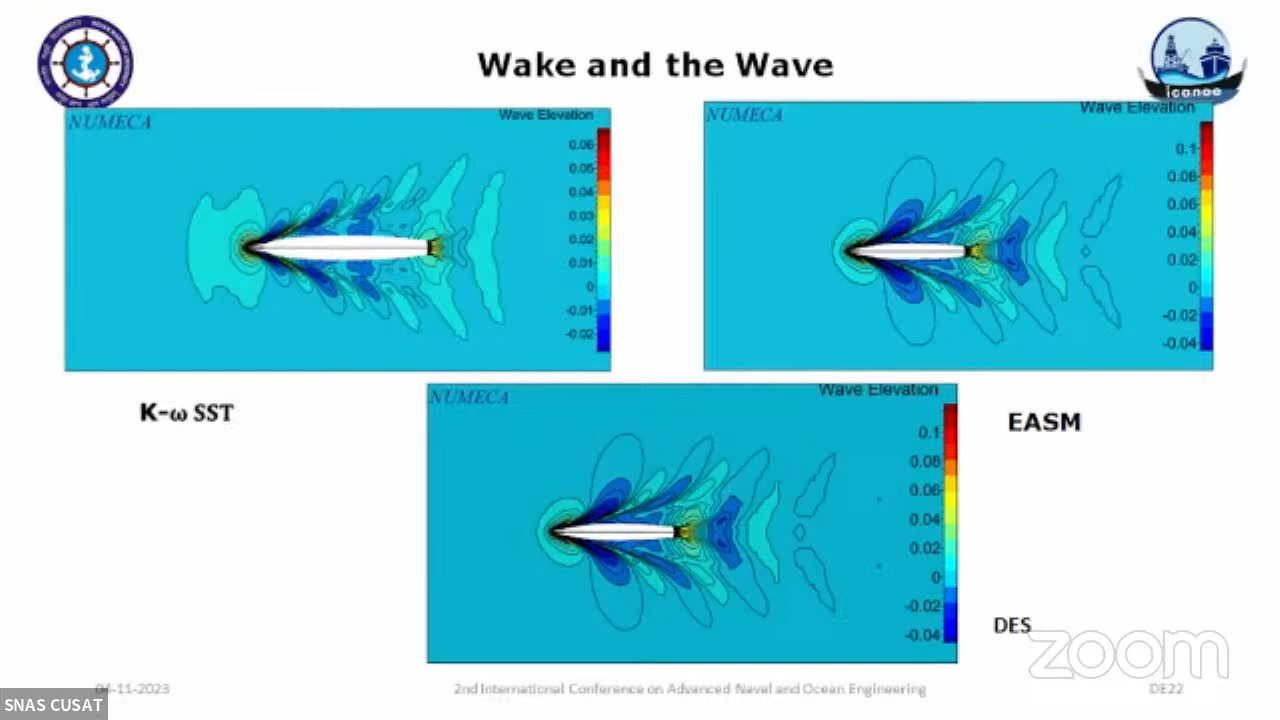 Wake and the Wave
icanoe
NUMECA
Wave Elevation
0.06
0.05
0.04
0.03
0.02
0.01
0
-0.01
-0.02
NUMECA
Wave Elevation
0.1
0.08
0.06
0.04
0.02
0
-0.02
-0.04
K-ω SST
NUMECA
Wave Elevation
0.1
0.08
0.06
0.04
0.02
0
-0.02
-0.04
EASM
DES
zoom
04-11-2023
2nd International Conference on Advanced Naval and Ocean Engineering
DE22
SNAS CUSAT